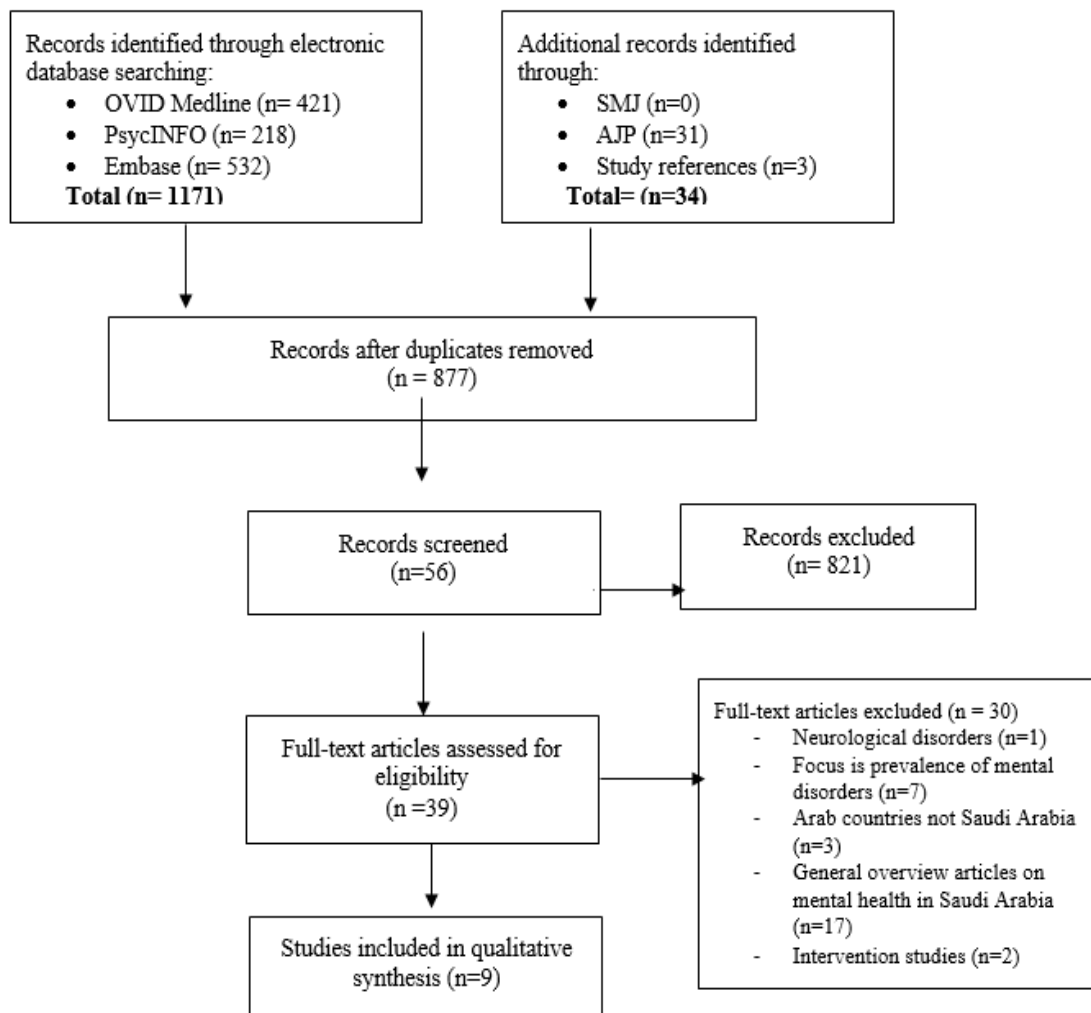 Records identified through electronic
database searching:
• OVID Medline (n= 421)
• PsycINFO (n= 218)
• Embase (n= 532)
Total (n= 1171)
Additional records identified
through:
• SMJ (n=0)
• AJP (n=31)
• Study references (n=3)
Total= (n=34)
Records after duplicates removed
(n = 877)
Records screened
(n=56)
Records excluded
(n= 821)
Full-text articles assessed for
eligibility
(n =39)
Full-text articles excluded (n = 30)
- Neurological disorders (n=1)
- Focus is prevalence of mental
disorders (n=7)
- Arab countries not Saudi Arabia
(n=3)
- General overview articles on
mental health in Saudi Arabia
(n=17)
- Intervention studies (n=2)
Studies included in qualitative
synthesis (n=9)